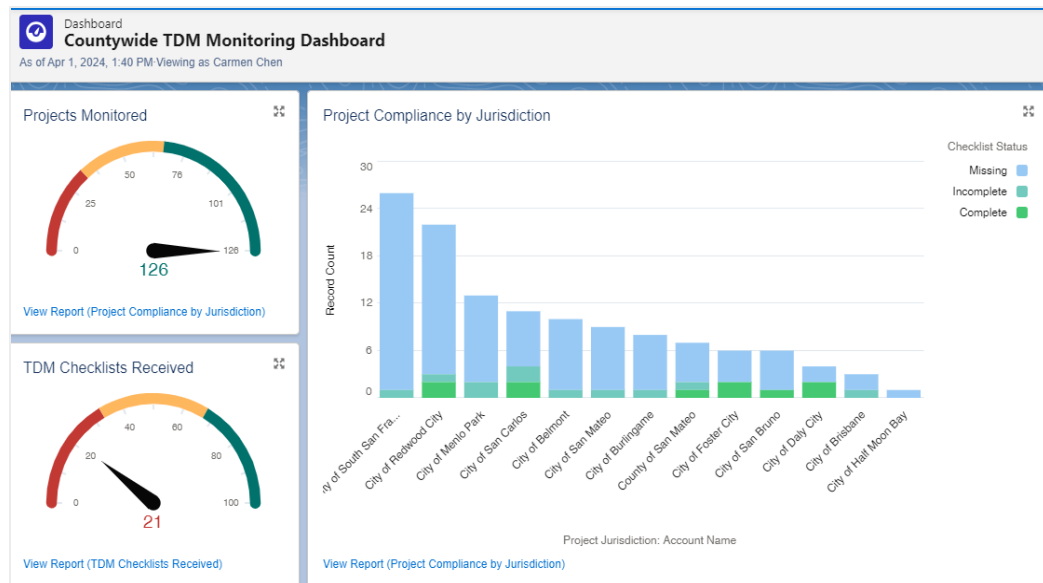 Dashboard
Countywide TDM Monitoring Dashboard
As of Apr 1, 2024, 1:40 PM·Viewing as Carmen Chen
Projects Monitored
0
25
50
76
101
126
126
View Report (Project Compliance by Jurisdiction)
TDM Checklists Received
0
20
40
60
80
100
21
View Report (TDM Checklists Received)
Project Compliance by Jurisdiction
Checklist Status
Missing
Incomplete
Complete
Record Count
30
24
18
12
6
0
y of South San Fra...
City of Redwood City
City of Menlo Park
City of San Carlos
City of Belmont
City of San Mateo
City of Burlingame
County of San Mateo
City of Foster City
City of San Bruno
City of Daly City
City of Brisbane
City of Half Moon Bay
Project Jurisdiction: Account Name
View Report (Project Compliance by Jurisdiction)